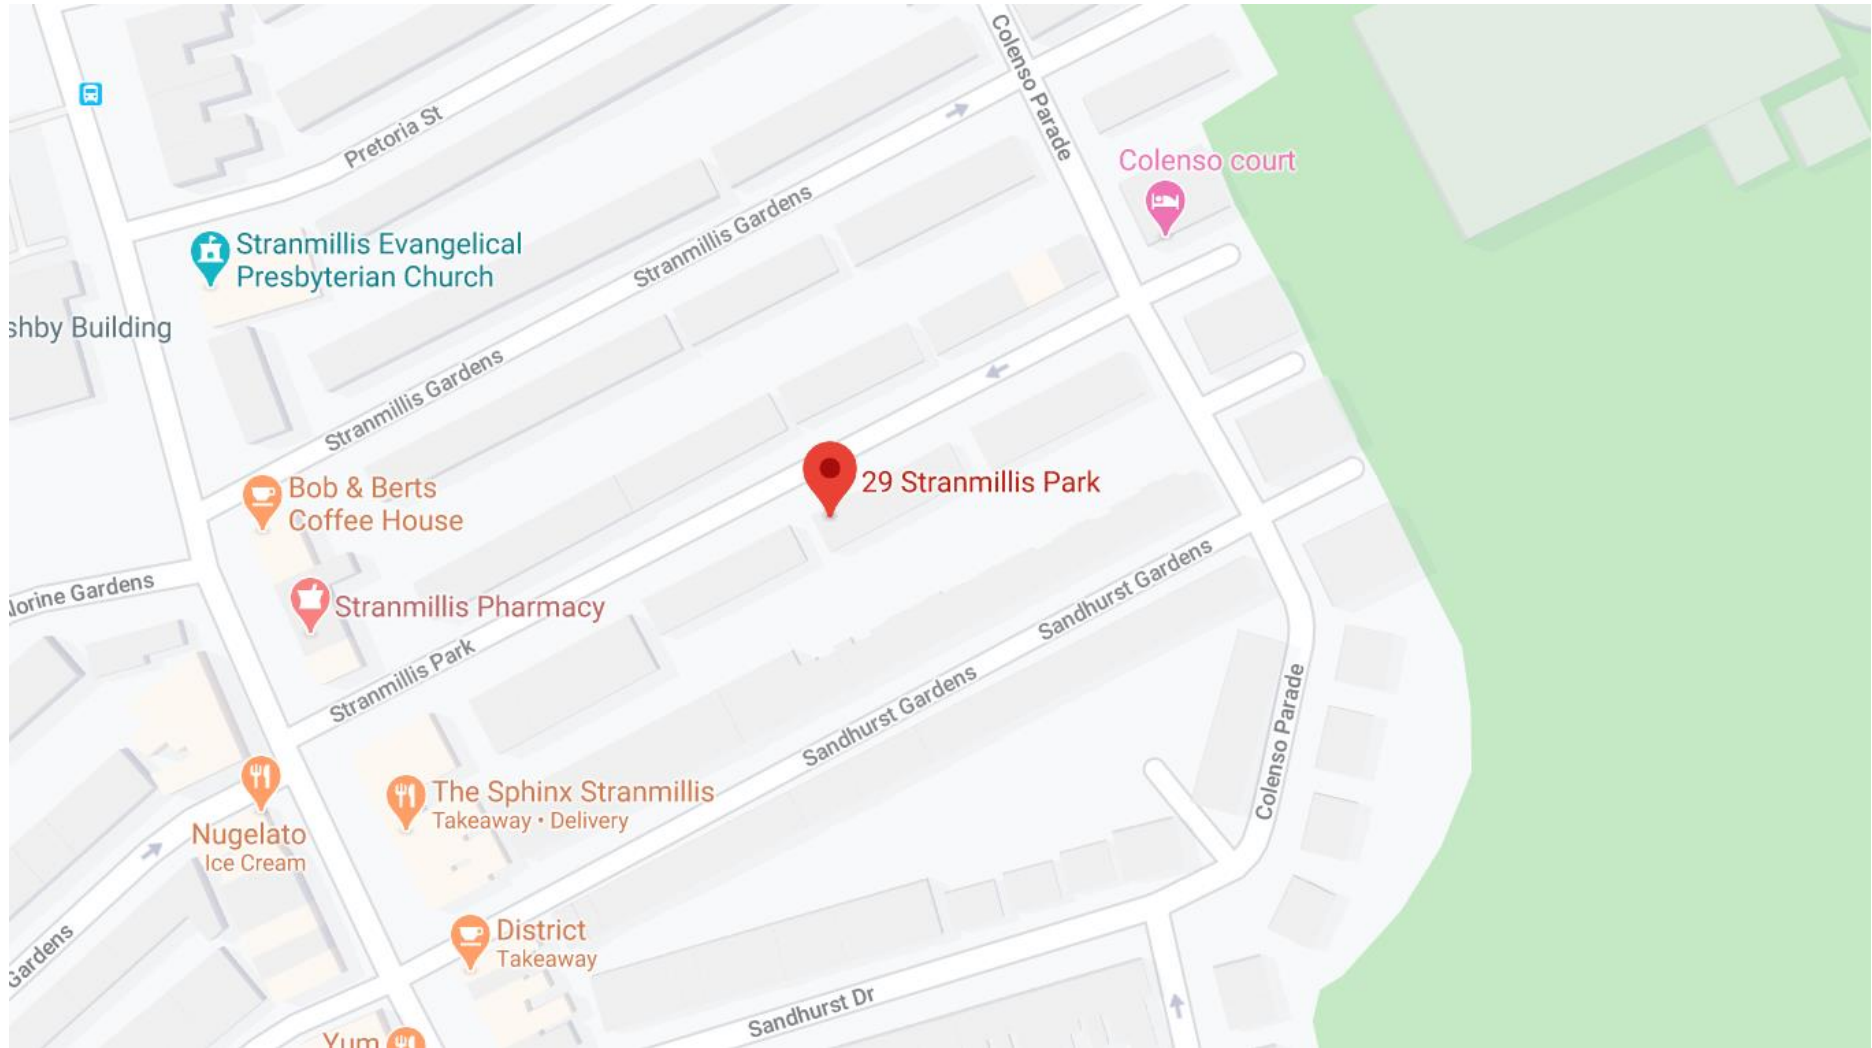 Colenso Parade
Pretoria St
Colenso court
Stranmillis Gardens
Stranmillis Evangelical
Presbyterian Church
shby Building
Stranmillis Gardens
29 Stranmillis Park
Bob & Berts
Coffee House
lorine Gardens
Stranmillis Pharmacy
Sandhurst Gardens
Stranmillis Park
Sandhurst Gardens
Colenso Parade
The Sphinx Stranmillis
Takeaway • Delivery
Nugelato
Ice Cream
Gardens
District
Takeaway
Sandhurst Dr
Yum